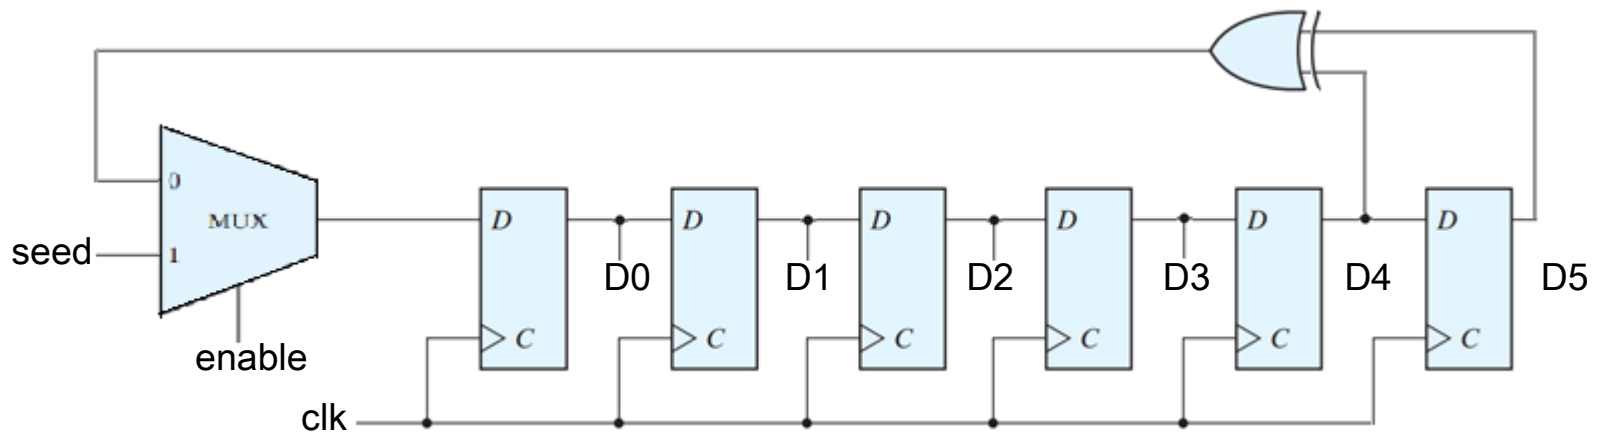 0
MUX
seed
1
enable
D D D D D D
D0 D1 D2 D3 D4 D5
C C C C C C
clk